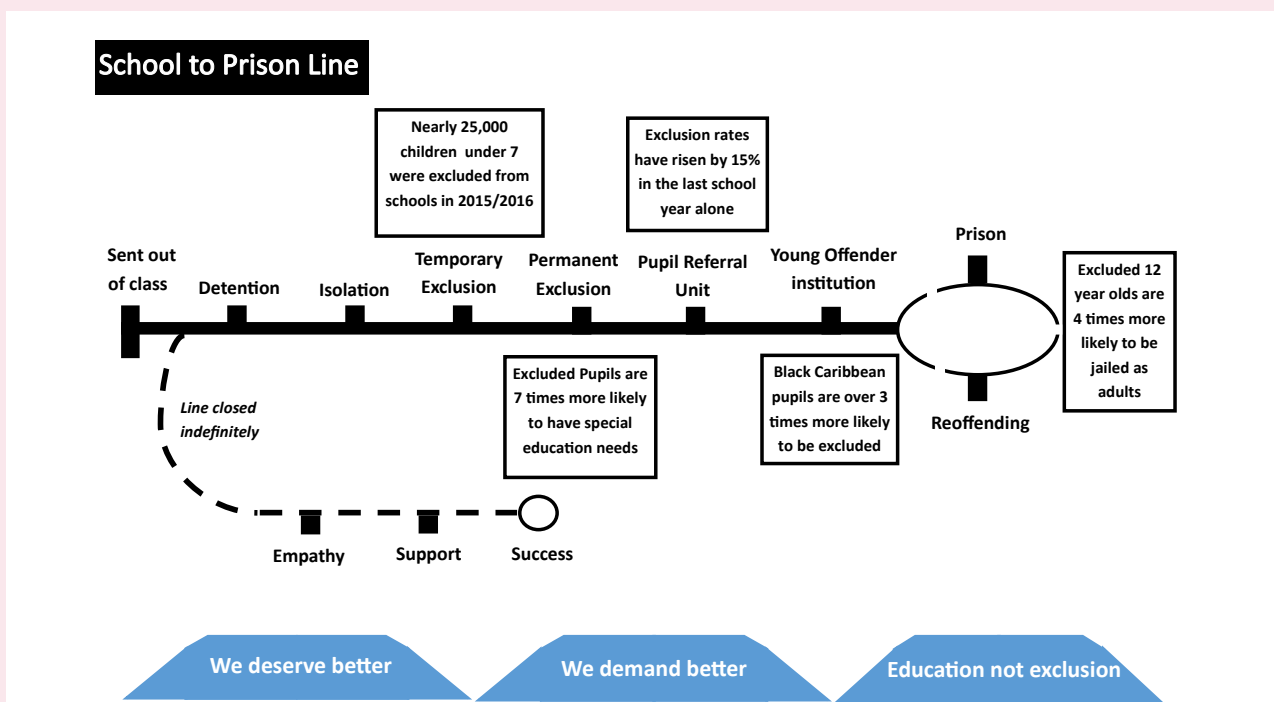 School to Prison Line
Nearly 25,000
children under 7
were excluded from
schools in 2015/2016
Exclusion rates
have risen by 15%
in the last school
year alone
Sent out
of class
Detention
Isolation
Temporary
Exclusion
Permanent
Exclusion
Pupil Referral
Unit
Young Offender
institution
Prison
Excluded 12
year olds are
4 times more
likely to be
jailed as
adults
Line closed
indefinitely
Excluded Pupils are
7 times more likely
to have special
education needs
Black Caribbean
pupils are over 3
times more likely
to be excluded
Reoffending
Empathy
Support
Success
We deserve better
We demand better
Education not exclusion